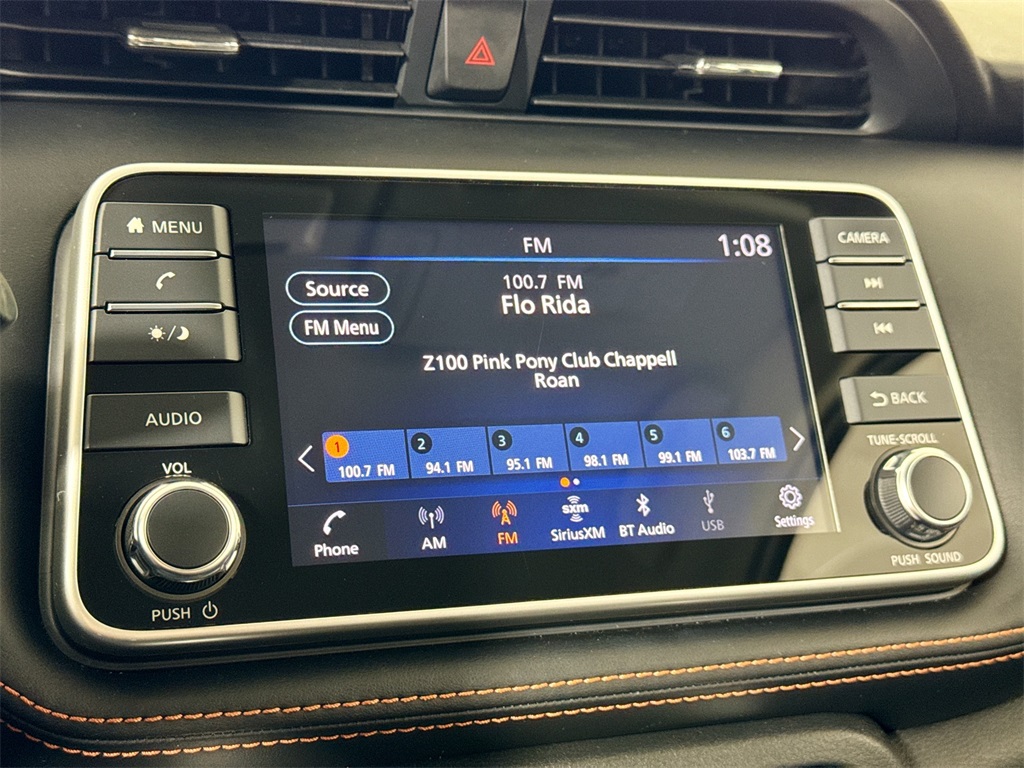 MENU
AUDIO
VOL
PUSH
FM
1:08
Source
100.7 FM
Flo Rida
FM Menu
Z100 Pink Pony Club Chappell
Roan
1 2 3 4 5 6
100.7 FM 94.1 FM 95.1 FM 98.1 FM 99.1 FM 103.7 FM
Phone AM FM SiriusXM BT Audio USB Settings
sxm
CAMERA
BACK
TUNE-SCROLL
PUSH SOUND